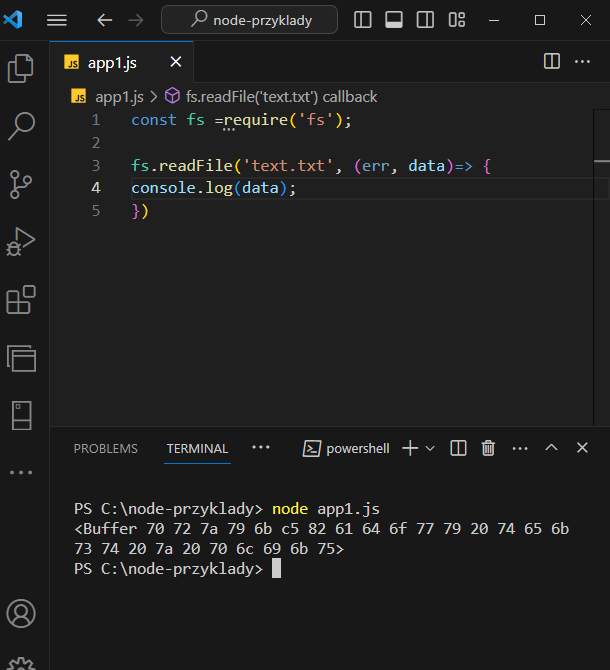 node-przyklady
JS app1.js
JS app1.js > fs.readFile('text.txt') callback
1 const fs =require('fs');
2
3 fs.readFile('text.txt', (err, data)=> {
4 console.log(data);
5 })
PROBLEMS TERMINAL ... powershell ...
PS C:\node-przyklady> node app1.js
<Buffer 70 72 7a 79 6b c5 82 61 64 6f 77 79 20 74 65 6b
73 74 20 7a 20 70 6c 69 6b 75>
PS C:\node-przyklady>